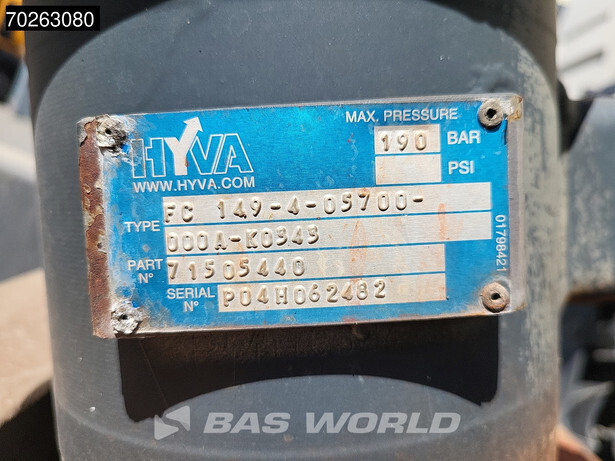 70263080
MAX. PRESSURE
HYVA
190 BAR
PSI
WWW.HYVA.COM
FC 149-4-05700-
TYPE
000A-K0343
PART N° 71505440
SERIAL N° P04H062482
01796421
BAS WORLD